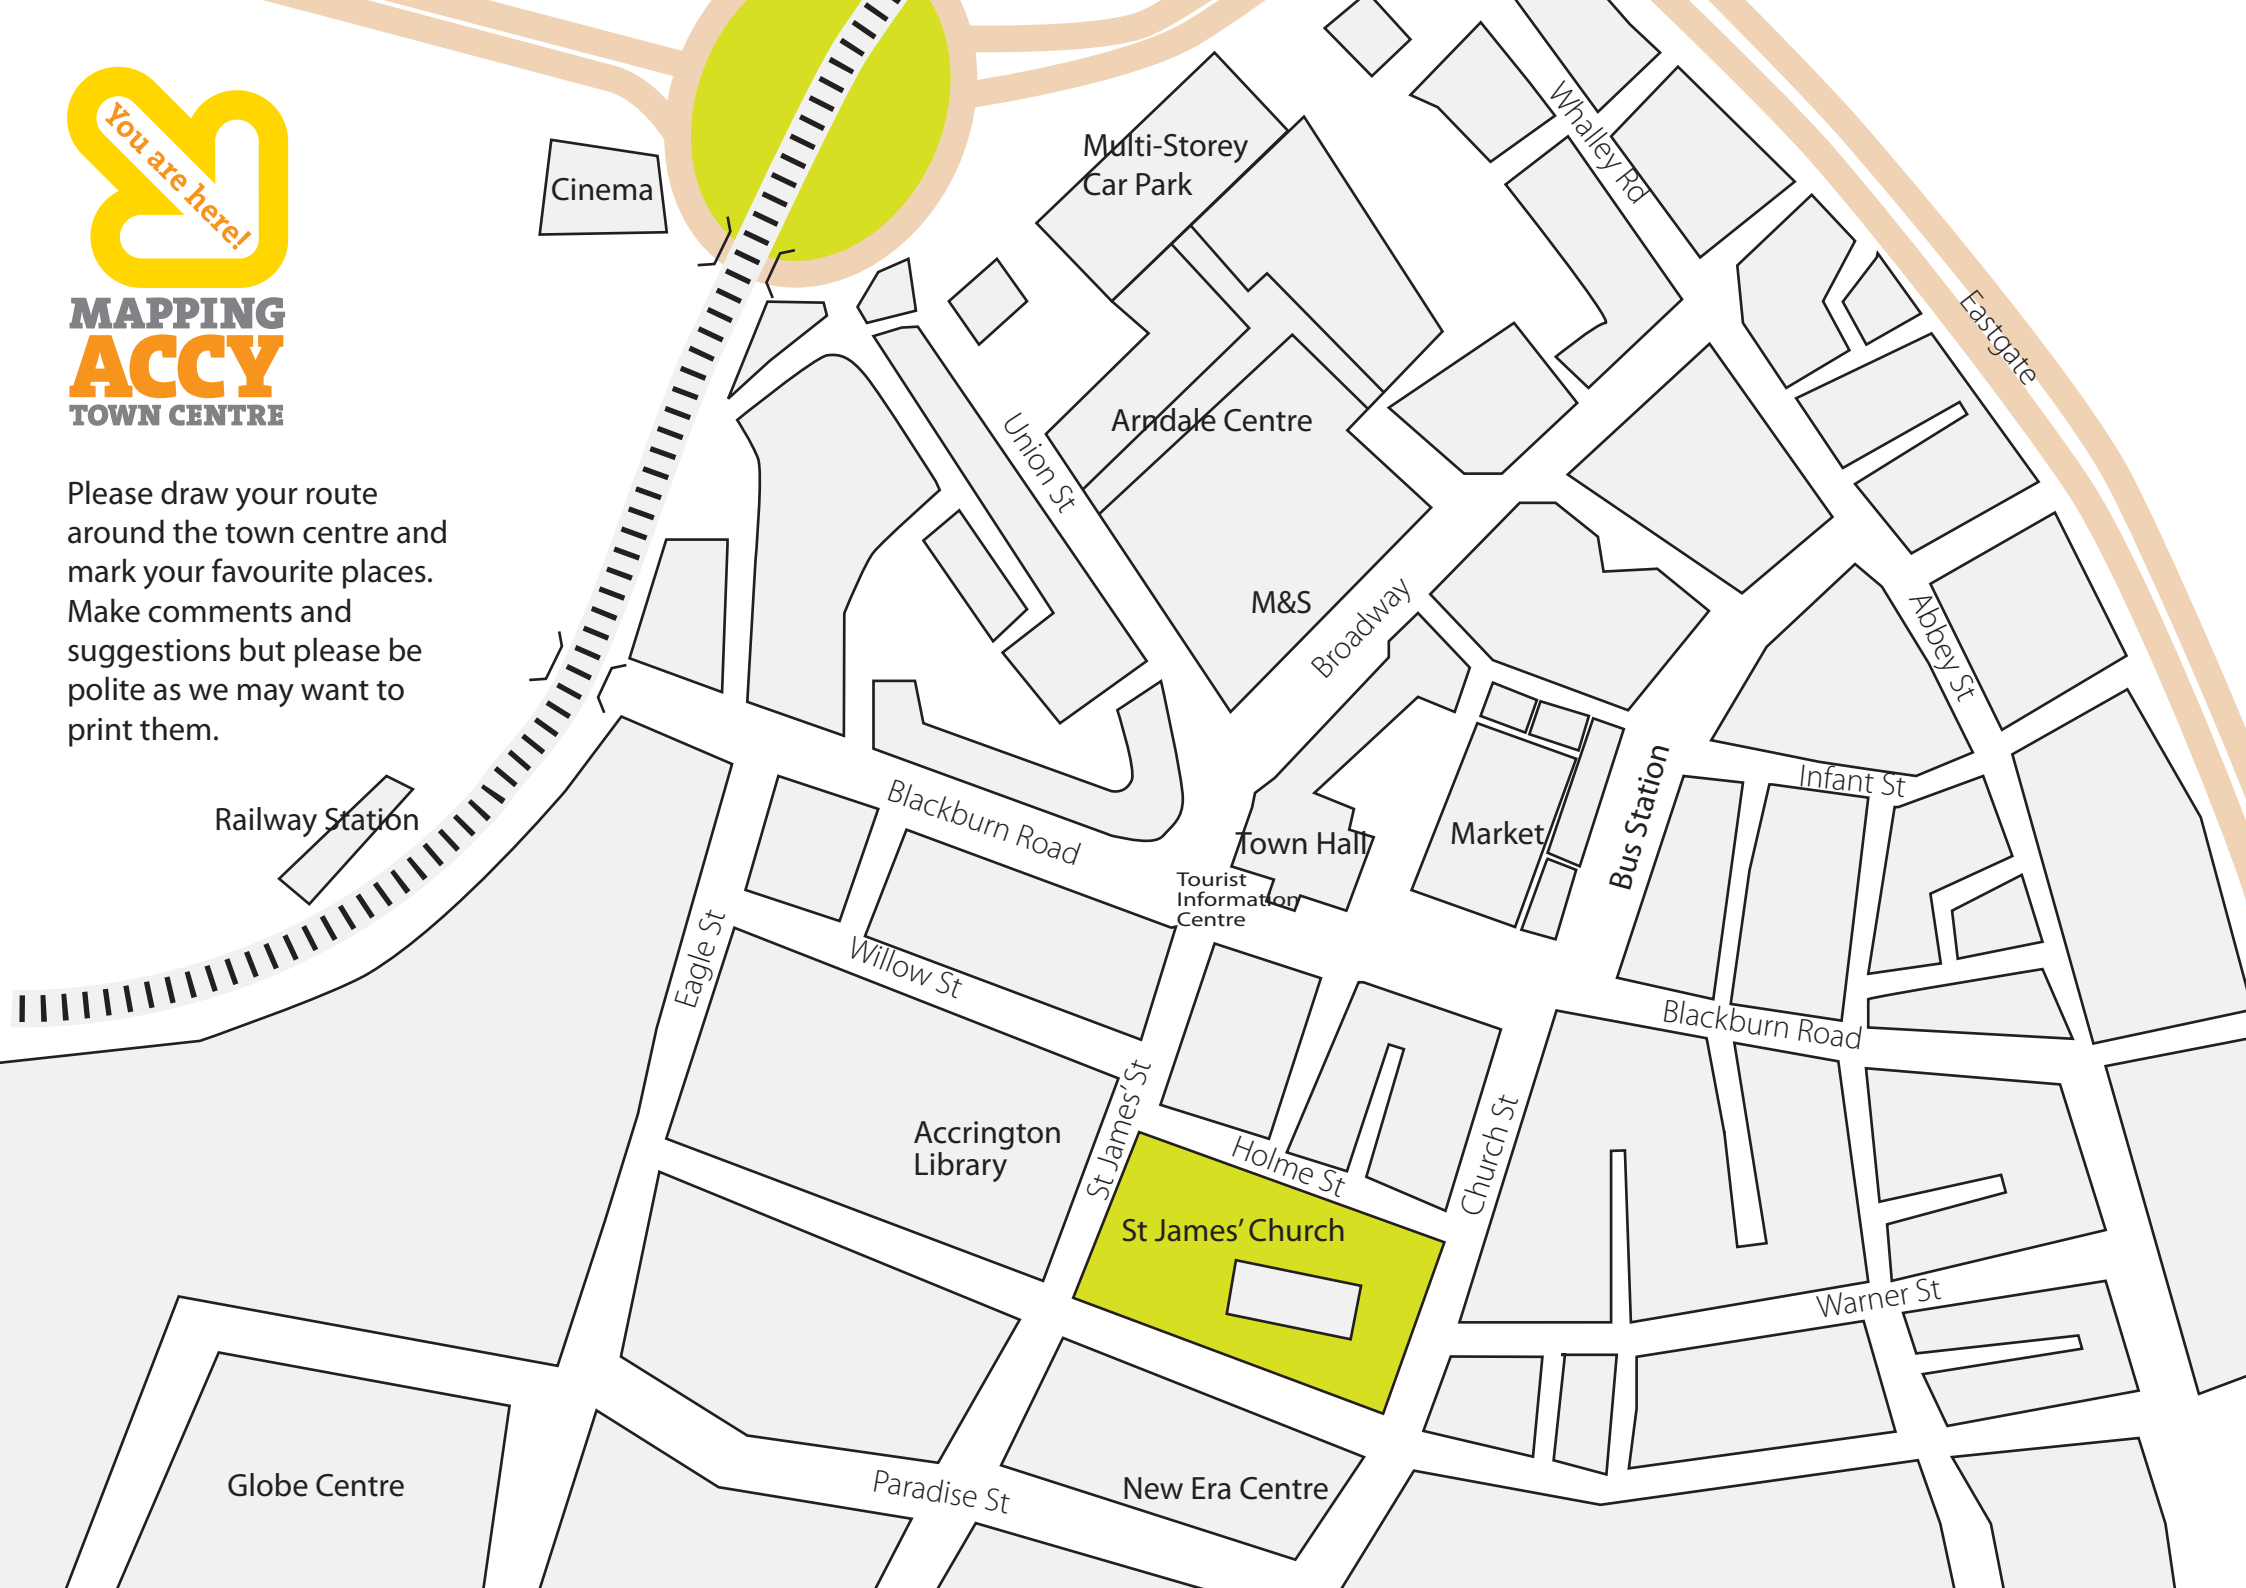 You are here!
MAPPING
ACCY
TOWN CENTRE
Please draw your route
around the town centre and
mark your favourite places.
Make comments and
suggestions but please be
polite as we may want to
print them.
Cinema
Multi-Storey
Car Park
Whalley Rd
Eastgate
Arndale Centre
Union St
M&S
Broadway
Abbey St
Infant St
Bus Station
Railway Station
Blackburn Road
Town Hall
Market
Tourist
Information
Centre
Eagle St
Willow St
Blackburn Road
Accrington
Library
St James' St
Holme St
Church St
St James' Church
Warner St
Globe Centre
Paradise St
New Era Centre